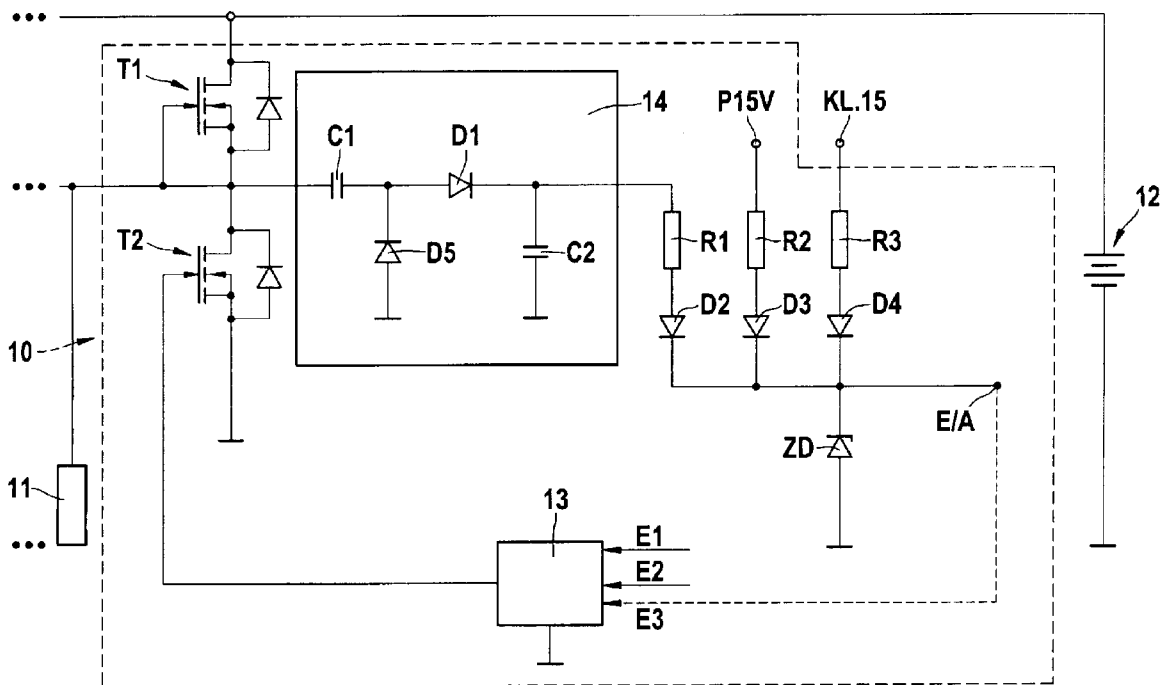 ...
T1
14
P15V
KL.15
C1
D1
...
12
T2
D5
C2
R1
R2
R3
D2
D3
D4
10
E/A
ZD
11
13
E1
...
E2
E3